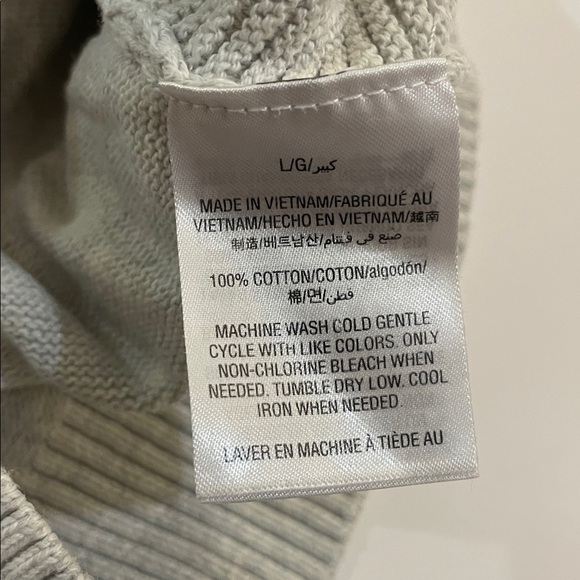 L/G/كبير
MADE IN VIETNAM/FABRIQUÉ AU
VIETNAM/HECHO EN VIETNAM/越南
制造/베트남산/صنع في فيتنام
100% COTTON/COTON/algodón/
棉/면/قطن
MACHINE WASH COLD GENTLE
CYCLE WITH LIKE COLORS. ONLY
NON-CHLORINE BLEACH WHEN
NEEDED. TUMBLE DRY LOW. COOL
IRON WHEN NEEDED.
LAVER EN MACHINE À TIÈDE AU